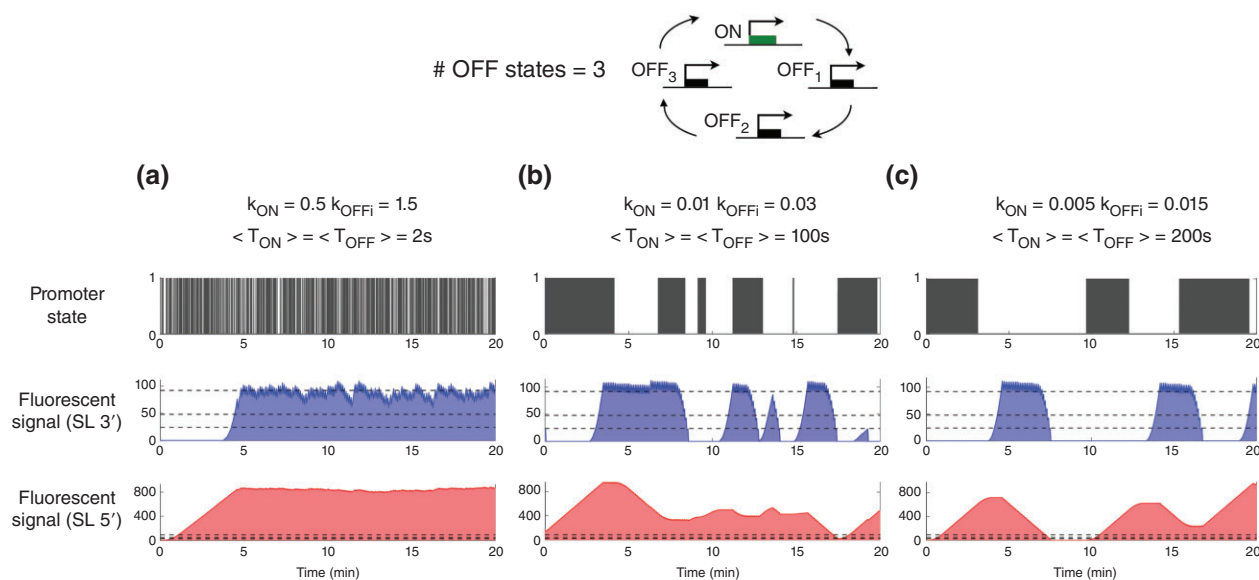 ON
# OFF states = 3
OFF3
OFF1
OFF2
(a)
(b)
(c)
kON = 0.5 kOFFi = 1.5
< TON > = < TOFF > = 2s
kON = 0.01 kOFFi = 0.03
< TON > = < TOFF > = 100s
kON = 0.005 kOFFi = 0.015
< TON > = < TOFF > = 200s
Promoter
state
1
0
0 5 10 15 20
1
0
0 5 10 15 20
1
0
0 5 10 15 20
Fluorescent
signal (SL 3′)
100
50
0
0 5 10 15 20
100
50
0
0 5 10 15 20
100
50
0
0 5 10 15 20
Fluorescent
signal (SL 5′)
800
400
0
0 5 10 15 20
800
400
0
0 5 10 15 20
800
400
0
0 5 10 15 20
Time (min)
Time (min)
Time (min)